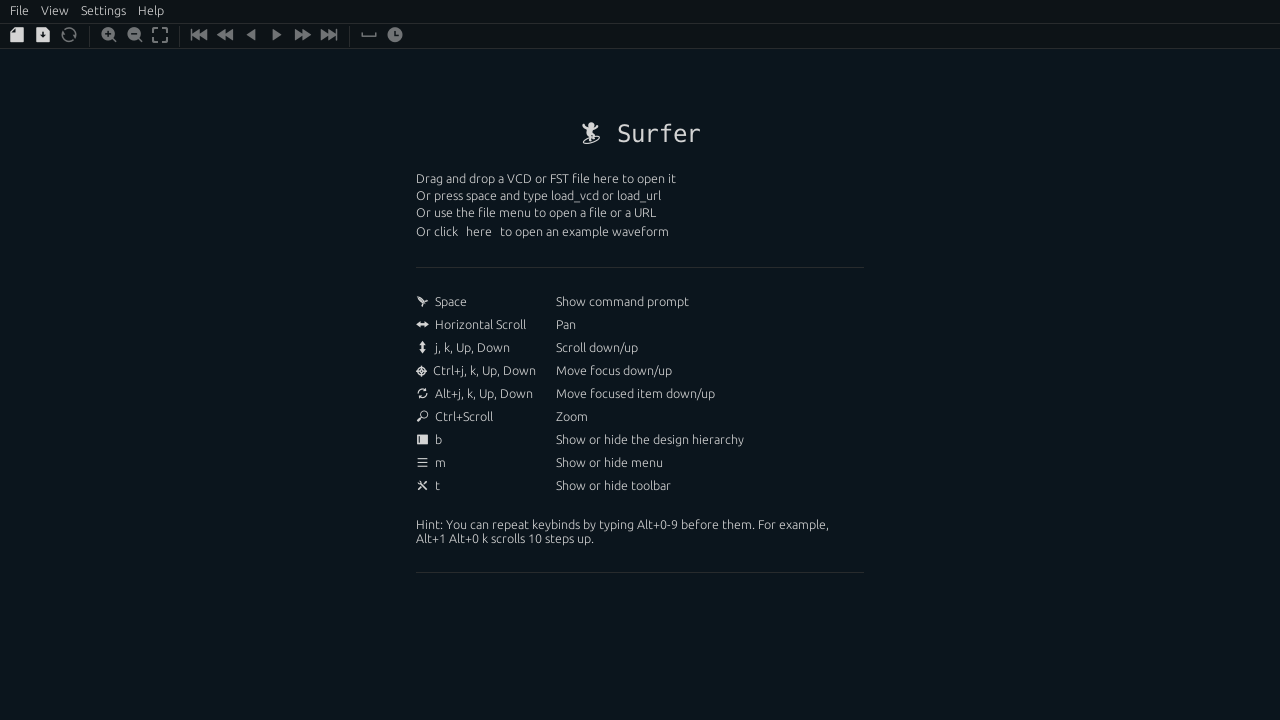 File View Settings Help
Surfer
Drag and drop a VCD or FST file here to open it
Or press space and type load_vcd or load_url
Or use the file menu to open a file or a URL
Or click here to open an example waveform
Space Show command prompt
Horizontal Scroll Pan
j, k, Up, Down Scroll down/up
Ctrl+j, k, Up, Down Move focus down/up
Alt+j, k, Up, Down Move focused item down/up
Ctrl+Scroll Zoom
b Show or hide the design hierarchy
m Show or hide menu
t Show or hide toolbar
Hint: You can repeat keybinds by typing Alt+0-9 before them. For example,
Alt+1 Alt+0 k scrolls 10 steps up.